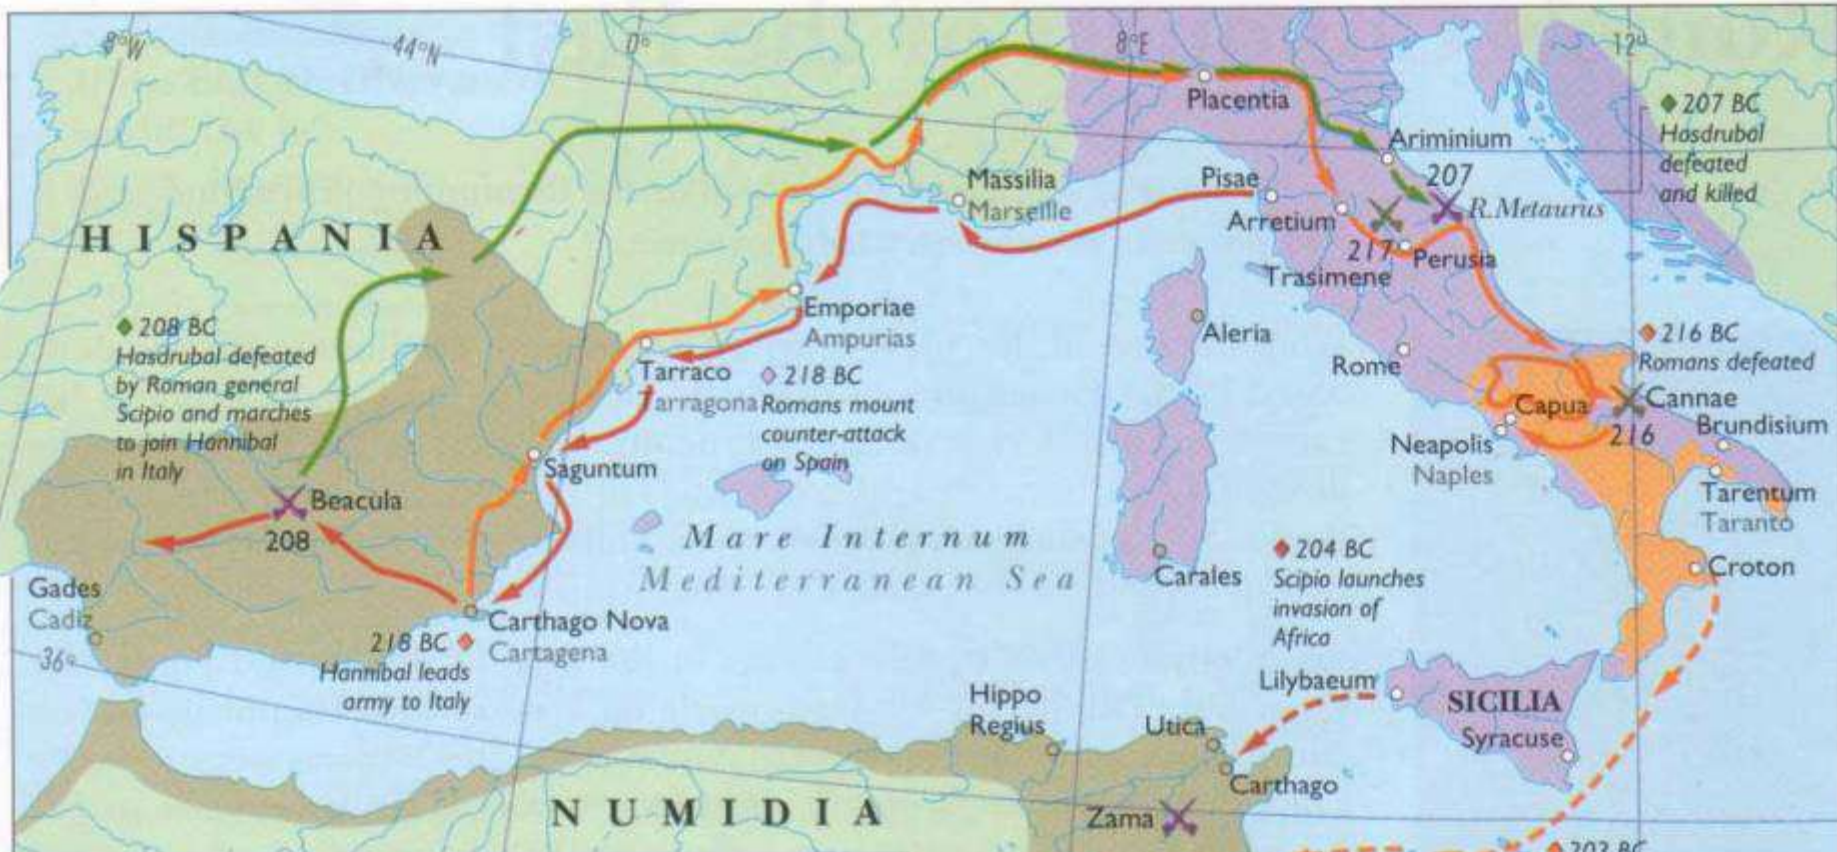 8°W
44°N
0°
8°E
12°
Placentia
Ariminium
207
R.Metaurus
207 BC
Hasdrubal
defeated
and killed
Massilia
Marseille
Pisae
Arretium
217
Trasimene
Perusia
HISPANIA
208 BC
Hasdrubal defeated
by Roman general
Scipio and marches
to join Hannibal
in Italy
Emporiae
Ampurias
Aleria
Rome
216 BC
Romans defeated
Tarraco
Tarragona
218 BC
Romans mount
counter-attack
on Spain
Capua
Cannae
216
Brundisium
Neapolis
Naples
Tarentum
Taranto
Saguntum
Beacula
208
Mare Internum
Mediterranean Sea
Carales
204 BC
Scipio launches
invasion of
Africa
Croton
Gades
Cadiz
36°
Carthago Nova
Cartagena
218 BC
Hannibal leads
army to Italy
Lilybaeum
SICILIA
Syracuse
Hippo
Regius
Utica
Carthago
NUMIDIA
Zama